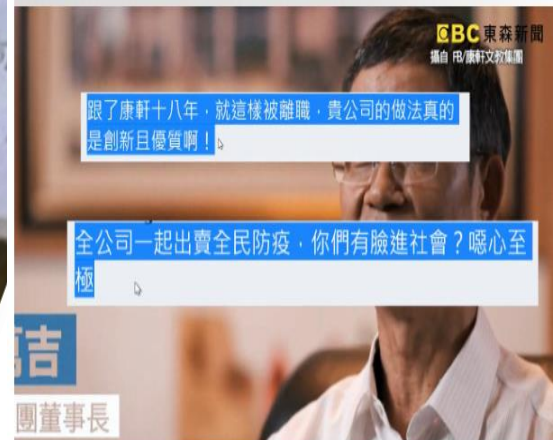 EBC 東森新聞
攝自 FB/康軒文教集團
跟了康軒十八年，就這樣被離職，貴公司的做法真的
是創新且優質啊！
全公司一起出賣全民防疫，你們有臉進社會？噁心至
極
萬吉
團董事長